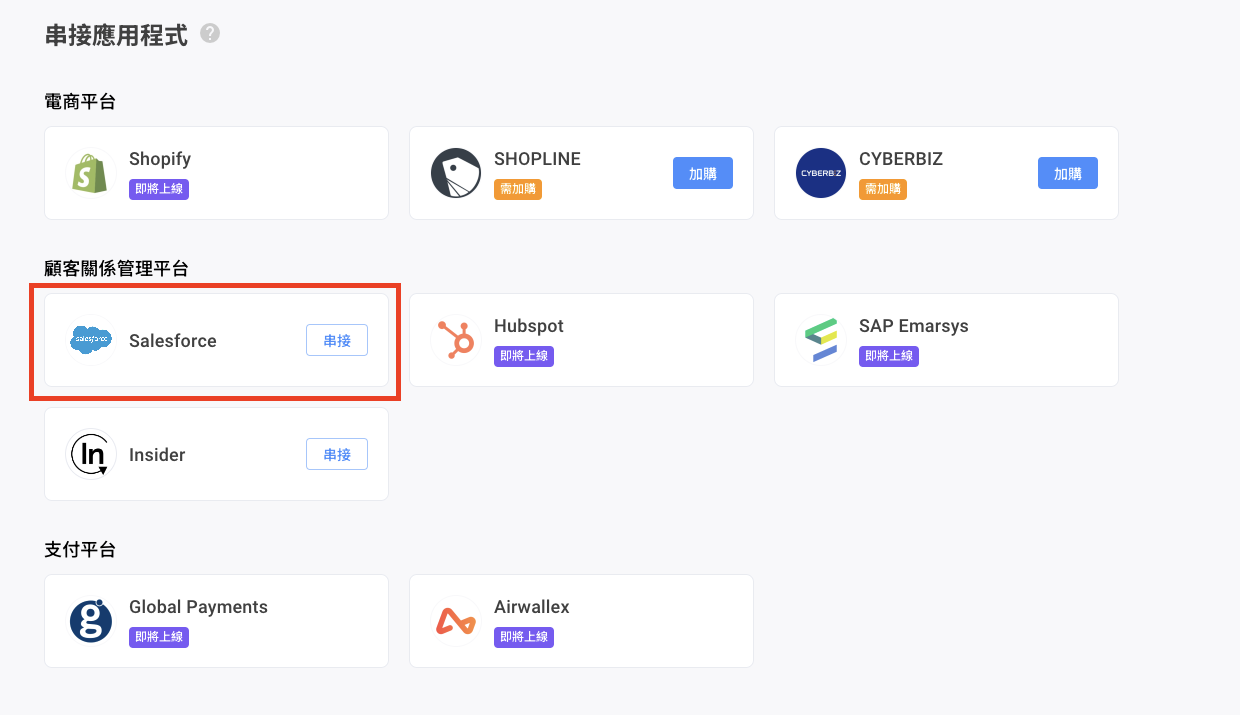 串接應用程式 ?
電商平台
Shopify
即將上線
SHOPLINE
需加購
加購
CYBERBIZ
CYBERBIZ
需加購
加購
顧客關係管理平台
salesforce
Salesforce
串接
Hubspot
即將上線
SAP Emarsys
即將上線
In
Insider
串接
支付平台
g
Global Payments
即將上線
Airwallex
即將上線